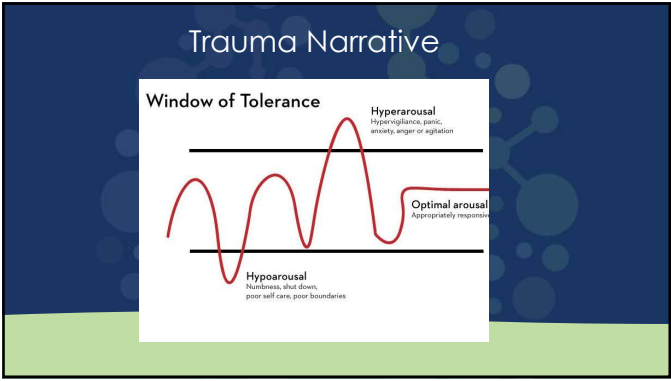 Trauma Narrative
Window of Tolerance
Hyperarousal
Hypervigiliance, panic,
anxiety, anger or agitation
Optimal arousal
Appropriately responsive
Hypoarousal
Numbness, shut down,
poor self care, poor boundaries